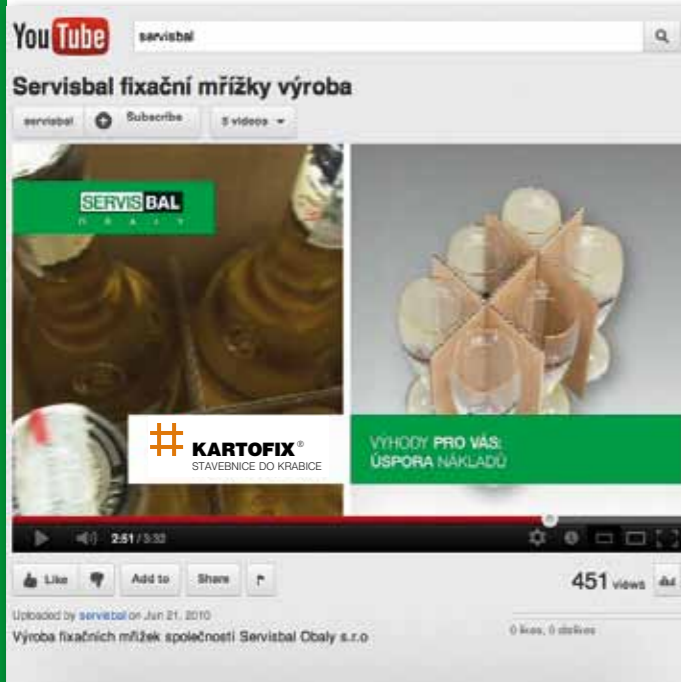 YouTube
servisbal
Servisbal fixační mřížky výroba
servisbal Subscribe 5 videos
SERVISBAL
OBALY
KARTOFIX®
STAVEBNICE DO KRABICE
VÝHODY PRO VÁS:
ÚSPORA NÁKLADŮ
2:51 / 3:32
Like Add to Share
451 views
Uploaded by servisbal on Jun 21, 2010
0 likes, 0 dislikes
Výroba fixačních mřížek společnosti Servisbal Obaly s.r.o